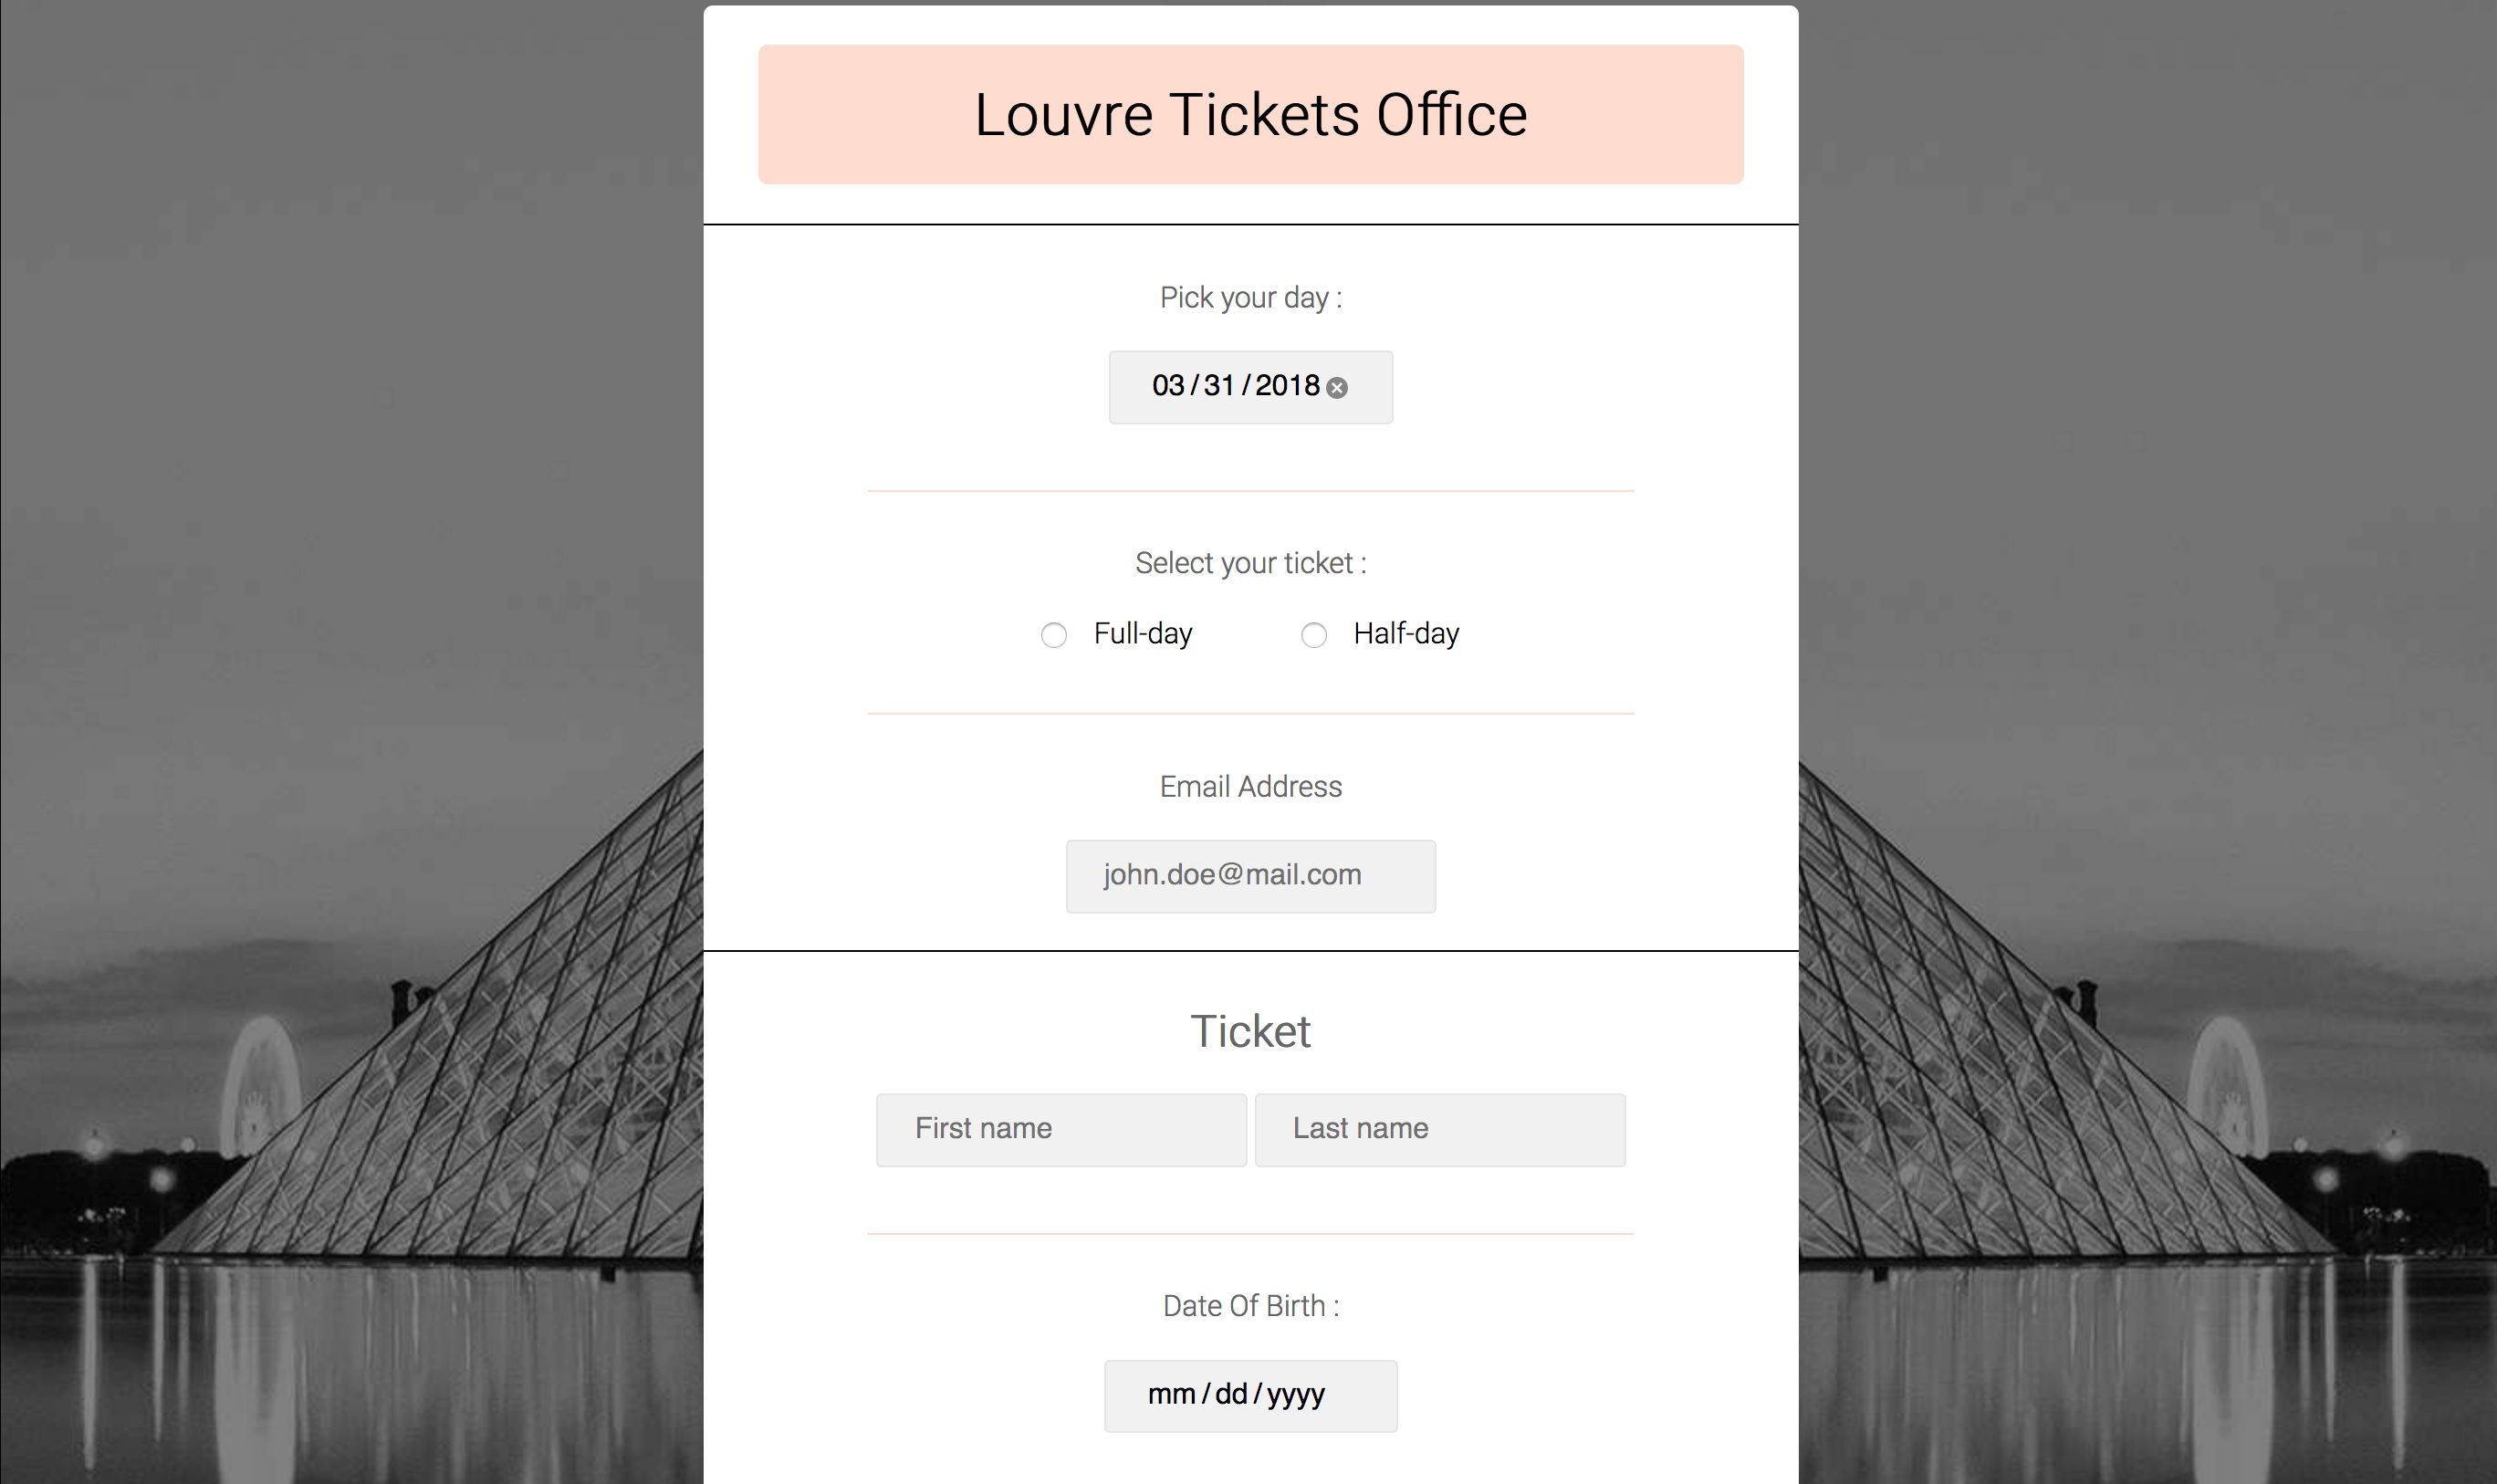 Louvre Tickets Office
Pick your day :
03/31/2018
Select your ticket :
Full-day Half-day
Email Address
john.doe@mail.com
Ticket
First name Last name
Date Of Birth :
mm/dd/yyyy